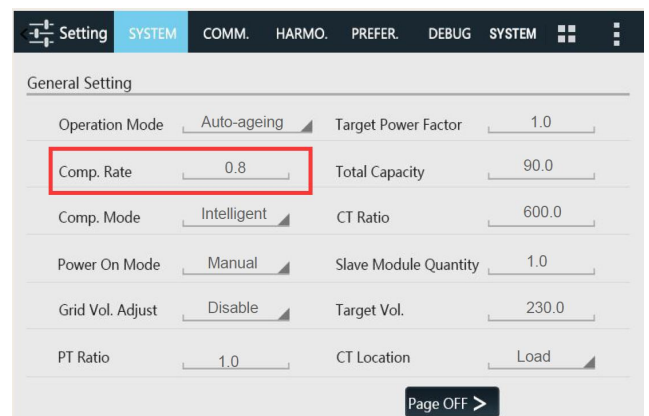 Setting SYSTEM COMM. HARMO. PREFER. DEBUG SYSTEM
General Setting
Operation Mode Auto-ageing Target Power Factor 1.0
Comp. Rate 0.8 Total Capacity 90.0
Comp. Mode Intelligent CT Ratio 600.0
Power On Mode Manual Slave Module Quantity 1.0
Grid Vol. Adjust Disable Target Vol. 230.0
PT Ratio 1.0 CT Location Load
Page OFF >